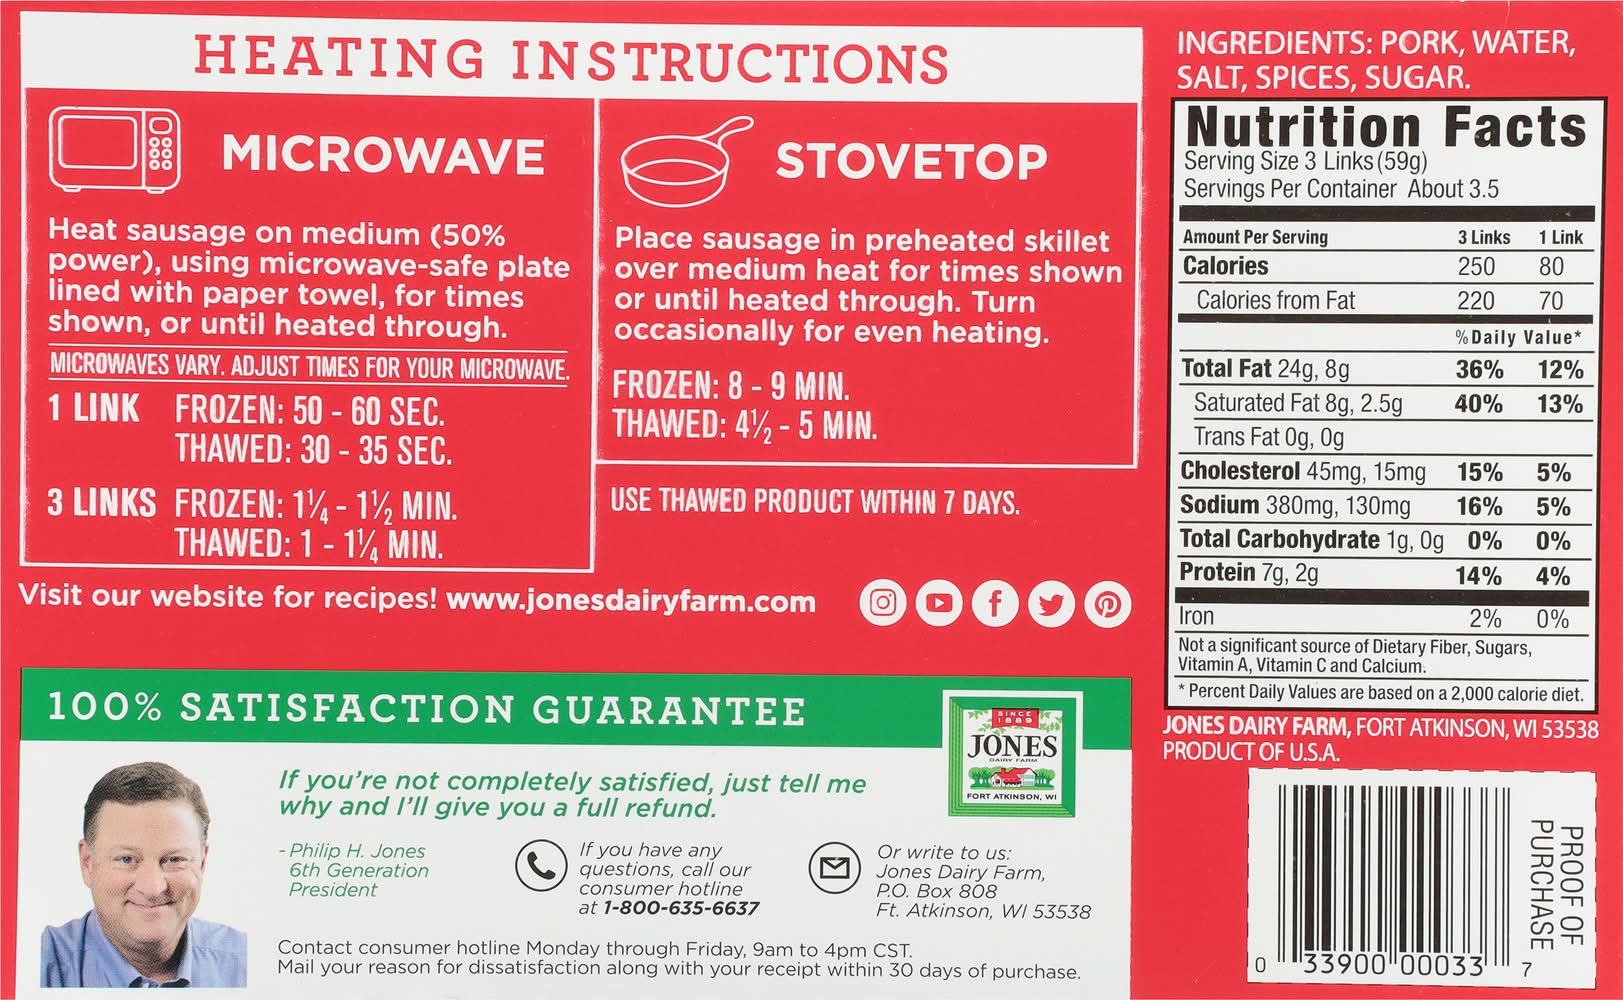 HEATING INSTRUCTIONS
MICROWAVE
Heat sausage on medium (50%
power), using microwave-safe plate
lined with paper towel, for times
shown, or until heated through.
MICROWAVES VARY. ADJUST TIMES FOR YOUR MICROWAVE.
1 LINK FROZEN: 50 - 60 SEC.
THAWED: 30 - 35 SEC.
3 LINKS FROZEN: 1¼ - 1½ MIN.
THAWED: 1 - 1¼ MIN.
STOVETOP
Place sausage in preheated skillet
over medium heat for times shown
or until heated through. Turn
occasionally for even heating.
FROZEN: 8 - 9 MIN.
THAWED: 4½ - 5 MIN.
USE THAWED PRODUCT WITHIN 7 DAYS.
Visit our website for recipes! www.jonesdairyfarm.com
100% SATISFACTION GUARANTEE
SINCE
1889
JONES
DAIRY FARM
FORT ATKINSON, WI
If you're not completely satisfied, just tell me
why and I'll give you a full refund.
- Philip H. Jones
6th Generation
President
If you have any
questions, call our
consumer hotline
at 1-800-635-6637
Or write to us:
Jones Dairy Farm,
P.O. Box 808
Ft. Atkinson, WI 53538
Contact consumer hotline Monday through Friday, 9am to 4pm CST.
Mail your reason for dissatisfaction along with your receipt within 30 days of purchase.
INGREDIENTS: PORK, WATER,
SALT, SPICES, SUGAR.
Nutrition Facts
Serving Size 3 Links (59g)
Servings Per Container About 3.5
Amount Per Serving 3 Links 1 Link
Calories 250 80
Calories from Fat 220 70
% Daily Value*
Total Fat 24g, 8g 36% 12%
Saturated Fat 8g, 2.5g 40% 13%
Trans Fat 0g, 0g
Cholesterol 45mg, 15mg 15% 5%
Sodium 380mg, 130mg 16% 5%
Total Carbohydrate 1g, 0g 0% 0%
Protein 7g, 2g 14% 4%
Iron 2% 0%
Not a significant source of Dietary Fiber, Sugars,
Vitamin A, Vitamin C and Calcium.
* Percent Daily Values are based on a 2,000 calorie diet.
JONES DAIRY FARM, FORT ATKINSON, WI 53538
PRODUCT OF U.S.A.
PROOF OF
PURCHASE
0 33900 00033 7